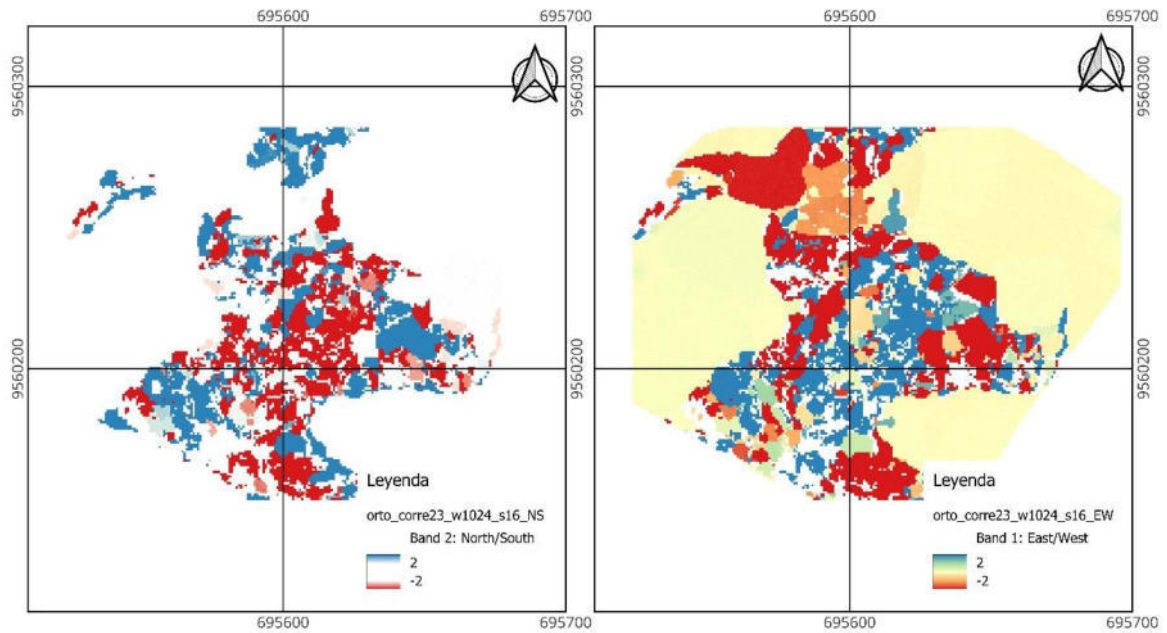 695600
695700
695600
695700
9560300
9560300
9560200
9560200
Leyenda
orto_corre23_w1024_s16_NS
Band 2: North/South
2
-2
Leyenda
orto_corre23_w1024_s16_EW
Band 1: East/West
2
-2
695600
695700
695600
695700